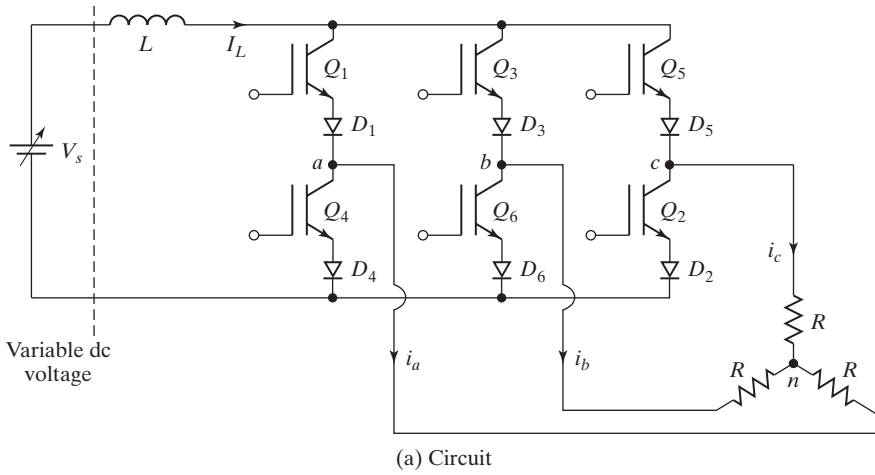 L
I_L
Q_1
Q_3
Q_5
D_1
D_3
D_5
V_s
a
b
c
Q_4
Q_6
Q_2
i_c
D_4
D_6
D_2
R
Variable dc
voltage
i_a
i_b
R
R
n
(a) Circuit